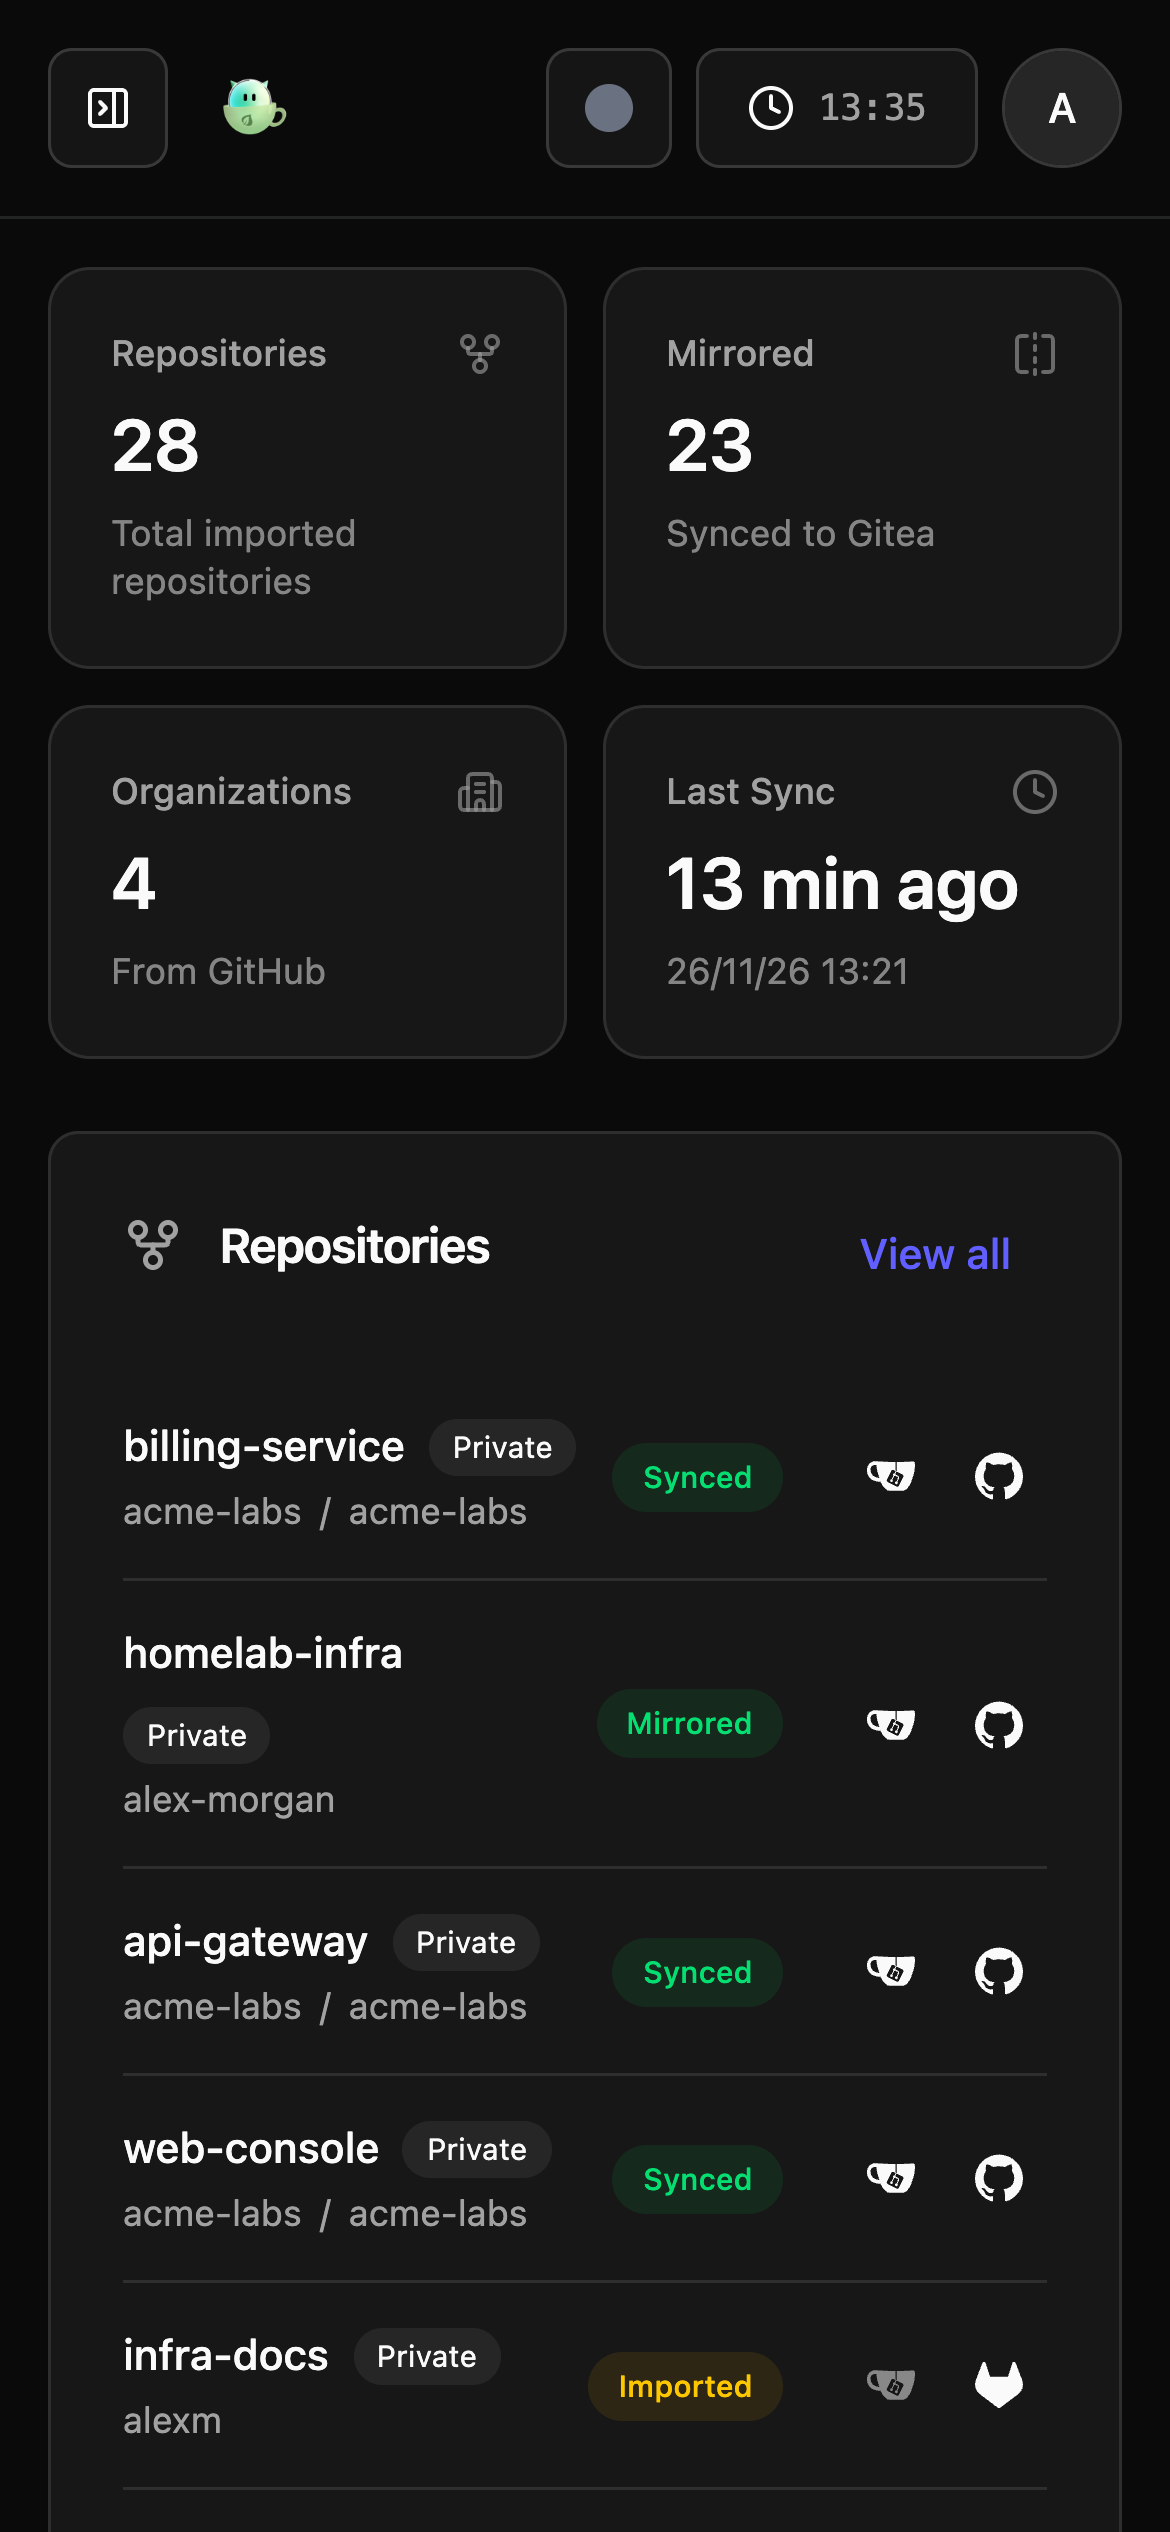 13:35
A
Repositories
28
Total imported
repositories
Mirrored
23
Synced to Gitea
Organizations
4
From GitHub
Last Sync
13 min ago
26/11/26 13:21
Repositories
View all
billing-service Private
acme-labs / acme-labs
Synced
homelab-infra
Private
alex-morgan
Mirrored
api-gateway Private
acme-labs / acme-labs
Synced
web-console Private
acme-labs / acme-labs
Synced
infra-docs Private
alexm
Imported